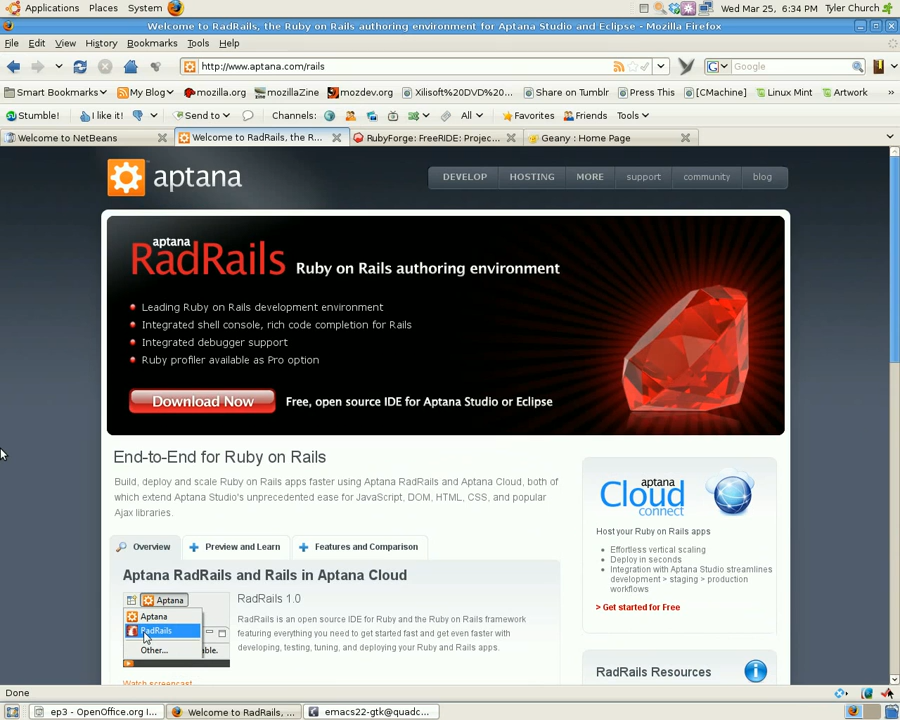 Applications Places System Wed Mar 25, 6:34 PM Tyler Church
Welcome to RadRails, the Ruby on Rails authoring environment for Aptana Studio and Eclipse - Mozilla Firefox
File Edit View History Bookmarks Tools Help
http://www.aptana.com/rails
Google
Smart Bookmarks My Blog mozilla.org mozillaZine mozdev.org Xilisoft%20DVD%... Share on Tumblr Press This [CMachine] Linux Mint Artwork »
Stumble! I like it! Send to Channels: All Favorites Friends Tools
Welcome to NetBeans
Welcome to RadRails, the R...
RubyForge: FreeRIDE: Projec...
Geany : Home Page
aptana
DEVELOP HOSTING MORE support community blog
aptana
RadRails Ruby on Rails authoring environment
Leading Ruby on Rails development environment
Integrated shell console, rich code completion for Rails
Integrated debugger support
Ruby profiler available as Pro option
Download Now Free, open source IDE for Aptana Studio or Eclipse
End-to-End for Ruby on Rails
Build, deploy and scale Ruby on Rails apps faster using Aptana RadRails and Aptana Cloud, both of
which extend Aptana Studio's unprecedented ease for JavaScript, DOM, HTML, CSS, and popular
Ajax libraries.
Overview Preview and Learn Features and Comparison
Aptana RadRails and Rails in Aptana Cloud
Aptana
Aptana
RadRails
Other...
ble.
RadRails 1.0
RadRails is an open source IDE for Ruby and the Ruby on Rails framework
featuring everything you need to get started fast and get even faster with
developing, testing, tuning, and deploying your Ruby and Rails apps.
Watch screencast
aptana
Cloud
connect
Host your Ruby on Rails apps
Effortless vertical scaling
Deploy in seconds
Integration with Aptana Studio streamlines
development > staging > production
workflows
> Get started for Free
RadRails Resources
Done
ep3 - OpenOffice.org I...
Welcome to RadRails, ...
emacs22-gtk@quadc...